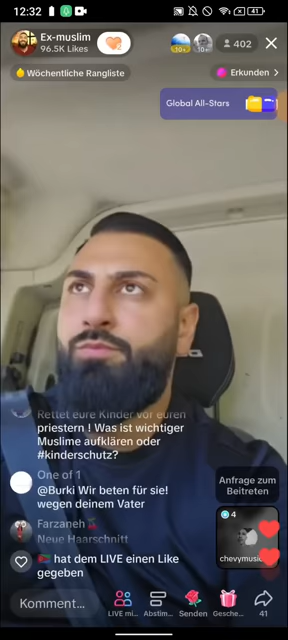 12:32
41
Ex-muslim
96.5K Likes
10+
10+
402
Wöchentliche Rangliste
Erkunden >
Global All-Stars
Rettet eure Kinder vor euren
priestern ! Was ist wichtiger
Muslime aufklären oder
#kinderschutz?
One of 1
@Burki Wir beten für sie!
wegen deinem Vater
Farzaneh
Neue Haarschnitt
hat dem LIVE einen Like
gegeben
Anfrage zum
Beitreten
4
chevymusic
Komment...
LIVE mi...
Abstim...
Senden
Gesche...
41